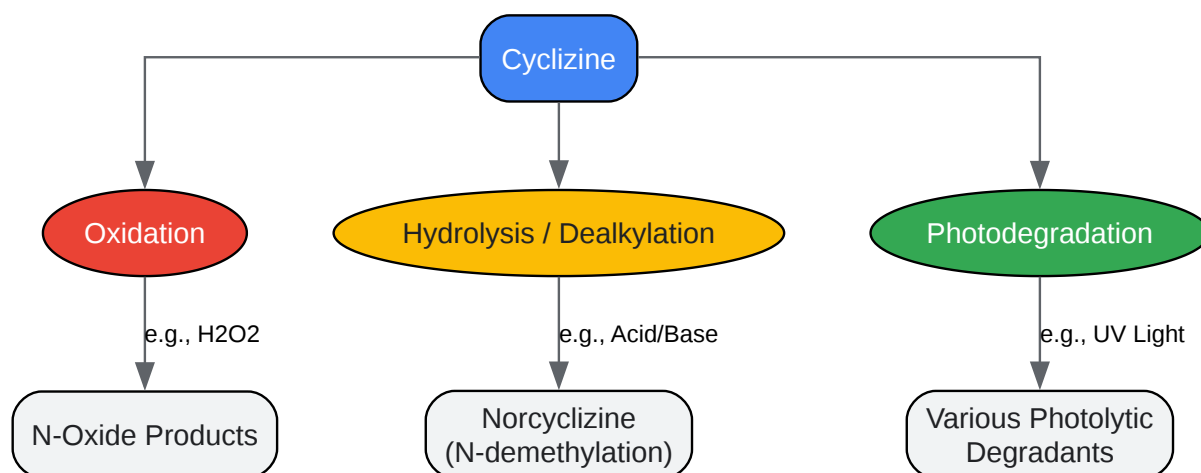 Cyclizine
Oxidation
Hydrolysis / Dealkylation
Photodegradation
e.g., H2O2
e.g., Acid/Base
e.g., UV Light
N-Oxide Products
Norcyclizine
(N-demethylation)
Various Photolytic
Degradants